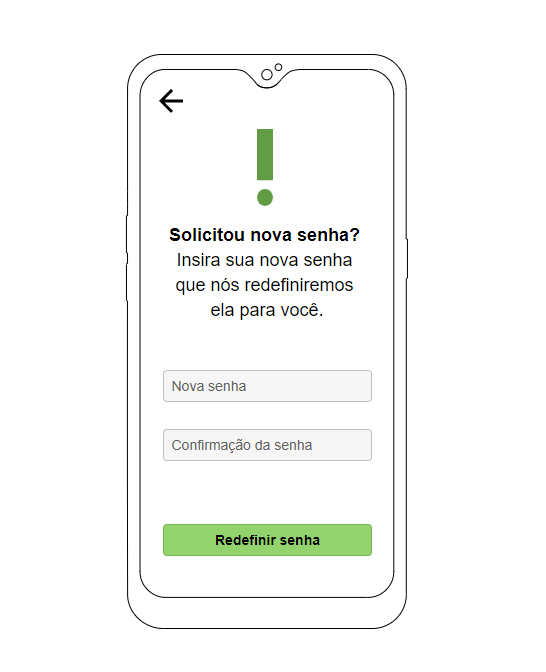 Solicitou nova senha?
Insira sua nova senha
que nós redefiniremos
ela para você.
Nova senha
Confirmação da senha
Redefinir senha